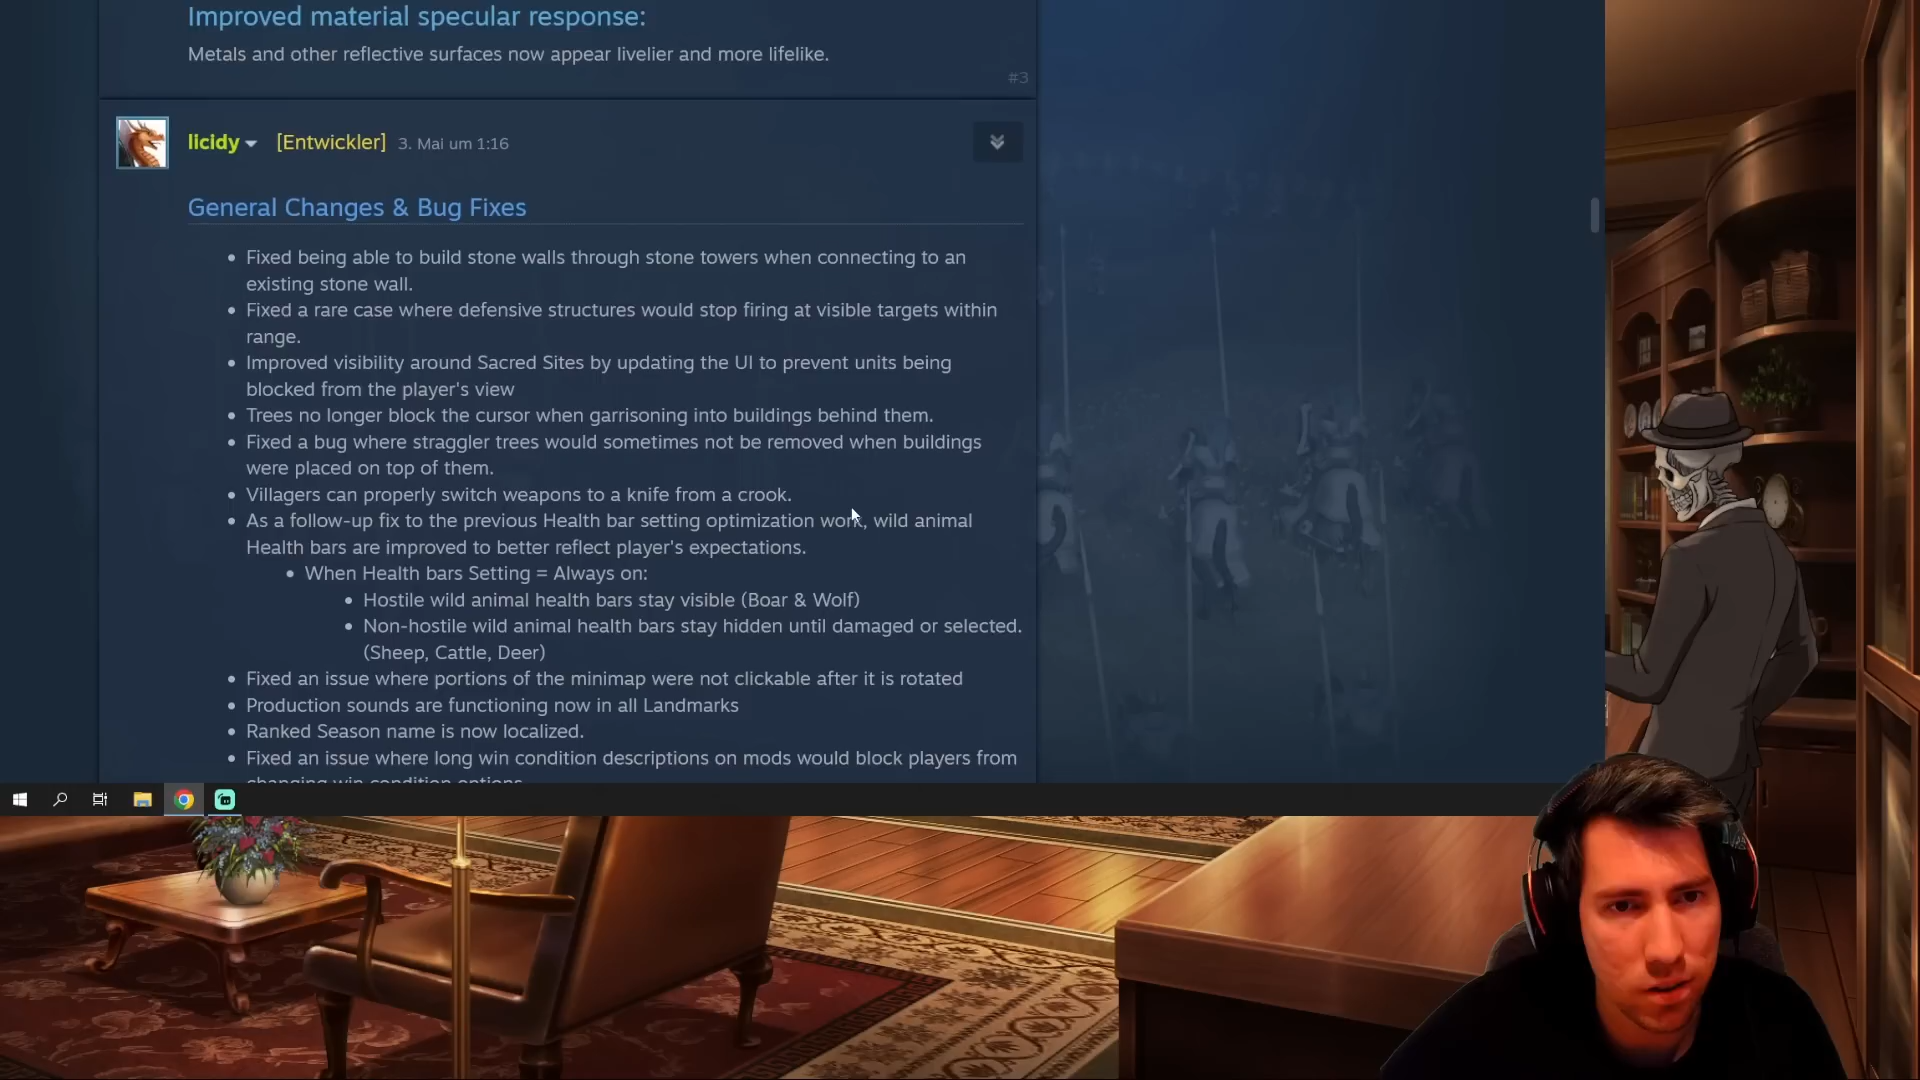 Improved material specular response:
Metals and other reflective surfaces now appear livelier and more lifelike.
#3
licidy [Entwickler] 3. Mai um 1:16
General Changes & Bug Fixes
Fixed being able to build stone walls through stone towers when connecting to an
existing stone wall.
Fixed a rare case where defensive structures would stop firing at visible targets within
range.
Improved visibility around Sacred Sites by updating the UI to prevent units being
blocked from the player's view
Trees no longer block the cursor when garrisoning into buildings behind them.
Fixed a bug where straggler trees would sometimes not be removed when buildings
were placed on top of them.
Villagers can properly switch weapons to a knife from a crook.
As a follow-up fix to the previous Health bar setting optimization work, wild animal
Health bars are improved to better reflect player's expectations.
When Health bars Setting = Always on:
Hostile wild animal health bars stay visible (Boar & Wolf)
Non-hostile wild animal health bars stay hidden until damaged or selected.
(Sheep, Cattle, Deer)
Fixed an issue where portions of the minimap were not clickable after it is rotated
Production sounds are functioning now in all Landmarks
Ranked Season name is now localized.
Fixed an issue where long win condition descriptions on mods would block players from
changing win condition options